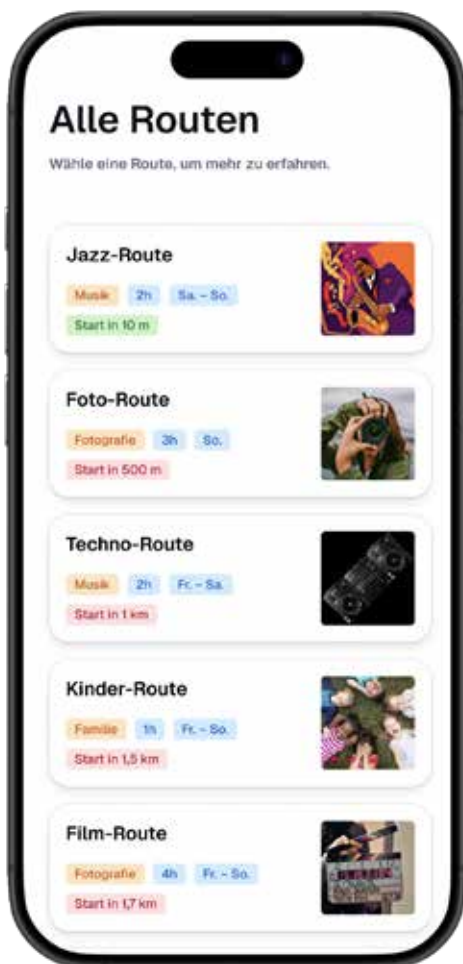 Alle Routen
Wähle eine Route, um mehr zu erfahren.
Jazz-Route
Musik 2h Sa. – So.
Start in 10 m
Foto-Route
Fotografie 3h So.
Start in 500 m
Techno-Route
Musik 2h Fr. – Sa.
Start in 1 km
Kinder-Route
Familie 1h Fr. – So.
Start in 1,5 km
Film-Route
Fotografie 4h Fr. – So.
Start in 1,7 km